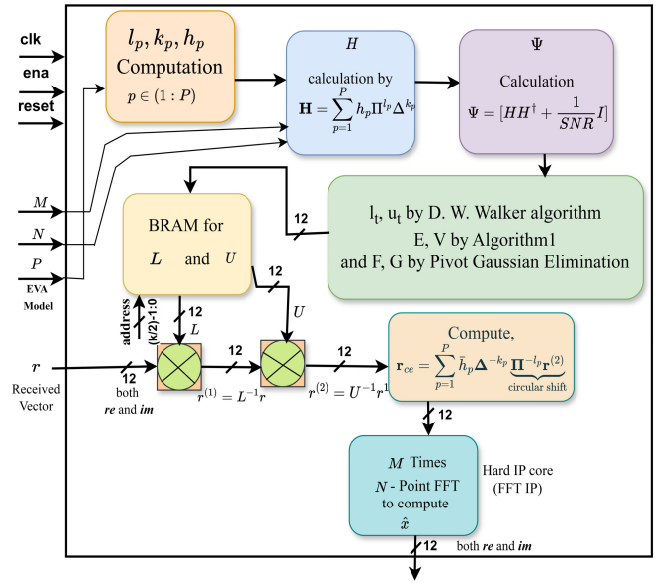 clk
ena
reset
l_p, k_p, h_p
Computation
p ∈ (1 : P)
H
calculation by
H = ∑_{p=1}^{P} h_p Π^{l_p} Δ^{k_p}
Ψ
Calculation
Ψ = [HH† + 1/SNR I]
M
N
P
EVA
Model
BRAM for
L and U
12
l_t, u_t by D. W. Walker algorithm
E, V by Algorithm1
and F, G by Pivot Gaussian Elimination
address
(k/2)-1:0
12
L
12
U
r
Received
Vector
12
both
re and im
12
r^{(1)} = L^{-1}r
12
r^{(2)} = U^{-1}r^1
Compute,
r_{ce} = ∑_{p=1}^{P} h̄_p Δ^{-k_p} Π^{-l_p} r^{(2)}
circular shift
12
M Times
N - Point FFT
to compute
x̂
Hard IP core
(FFT IP)
12
both re and im